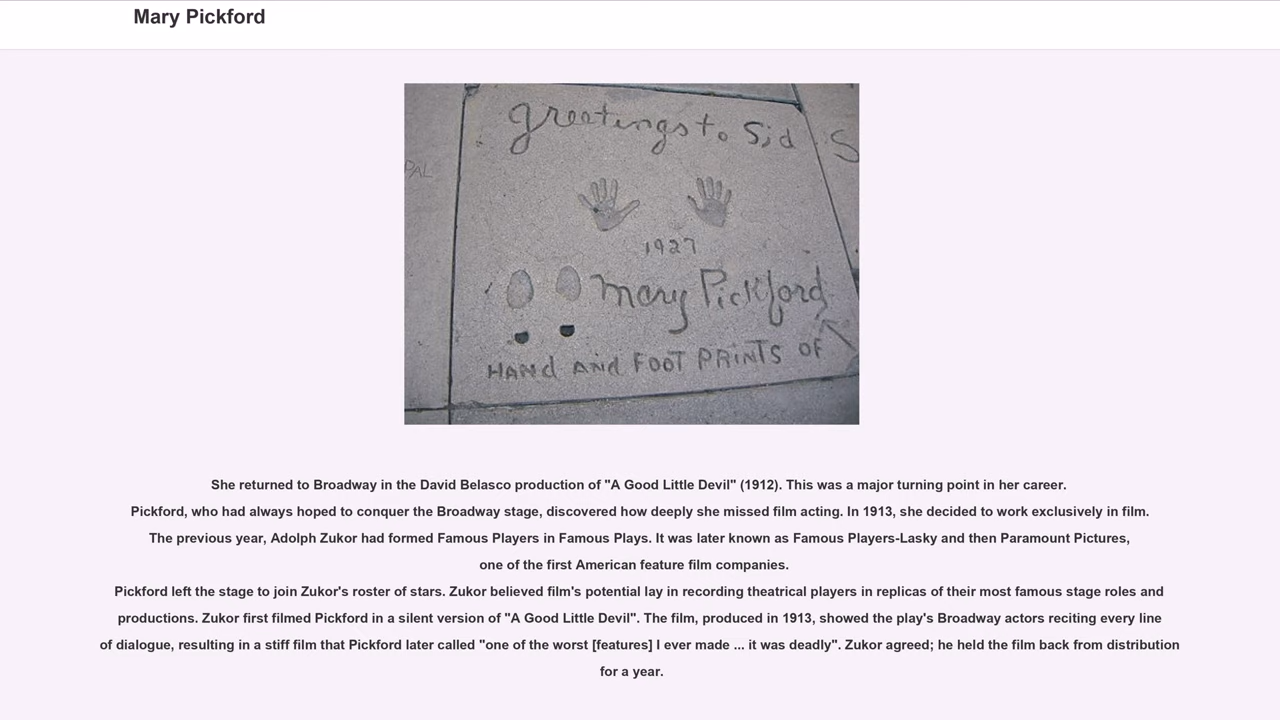 Mary Pickford
greetings to Sid
S
PAL
1927
Mary Pickford
HANd ANd FOOT PRiNTS OF
She returned to Broadway in the David Belasco production of "A Good Little Devil" (1912). This was a major turning point in her career.
Pickford, who had always hoped to conquer the Broadway stage, discovered how deeply she missed film acting. In 1913, she decided to work exclusively in film.
The previous year, Adolph Zukor had formed Famous Players in Famous Plays. It was later known as Famous Players-Lasky and then Paramount Pictures,
one of the first American feature film companies.
Pickford left the stage to join Zukor's roster of stars. Zukor believed film's potential lay in recording theatrical players in replicas of their most famous stage roles and
productions. Zukor first filmed Pickford in a silent version of "A Good Little Devil". The film, produced in 1913, showed the play's Broadway actors reciting every line
of dialogue, resulting in a stiff film that Pickford later called "one of the worst [features] I ever made ... it was deadly". Zukor agreed; he held the film back from distribution
for a year.